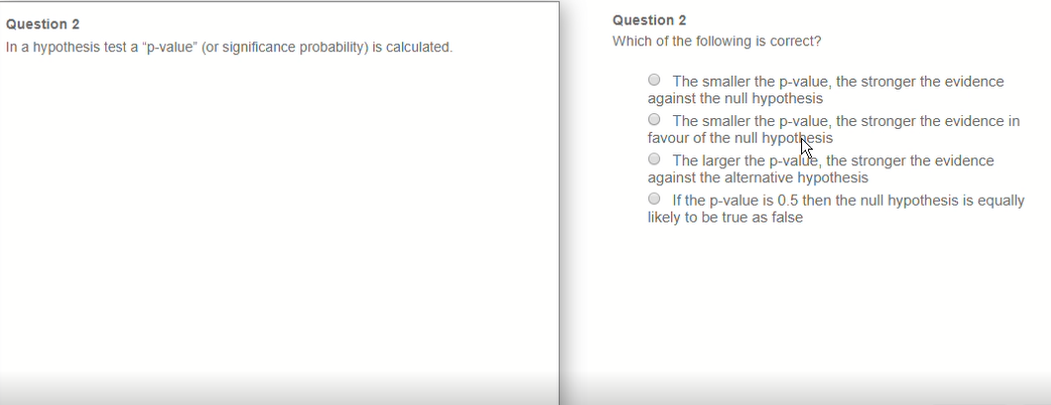 Question 2
In a hypothesis test a “p-value” (or significance probability) is calculated.
Question 2
Which of the following is correct?
The smaller the p-value, the stronger the evidence
against the null hypothesis
The smaller the p-value, the stronger the evidence in
favour of the null hypothesis
The larger the p-value, the stronger the evidence
against the alternative hypothesis
If the p-value is 0.5 then the null hypothesis is equally
likely to be true as false